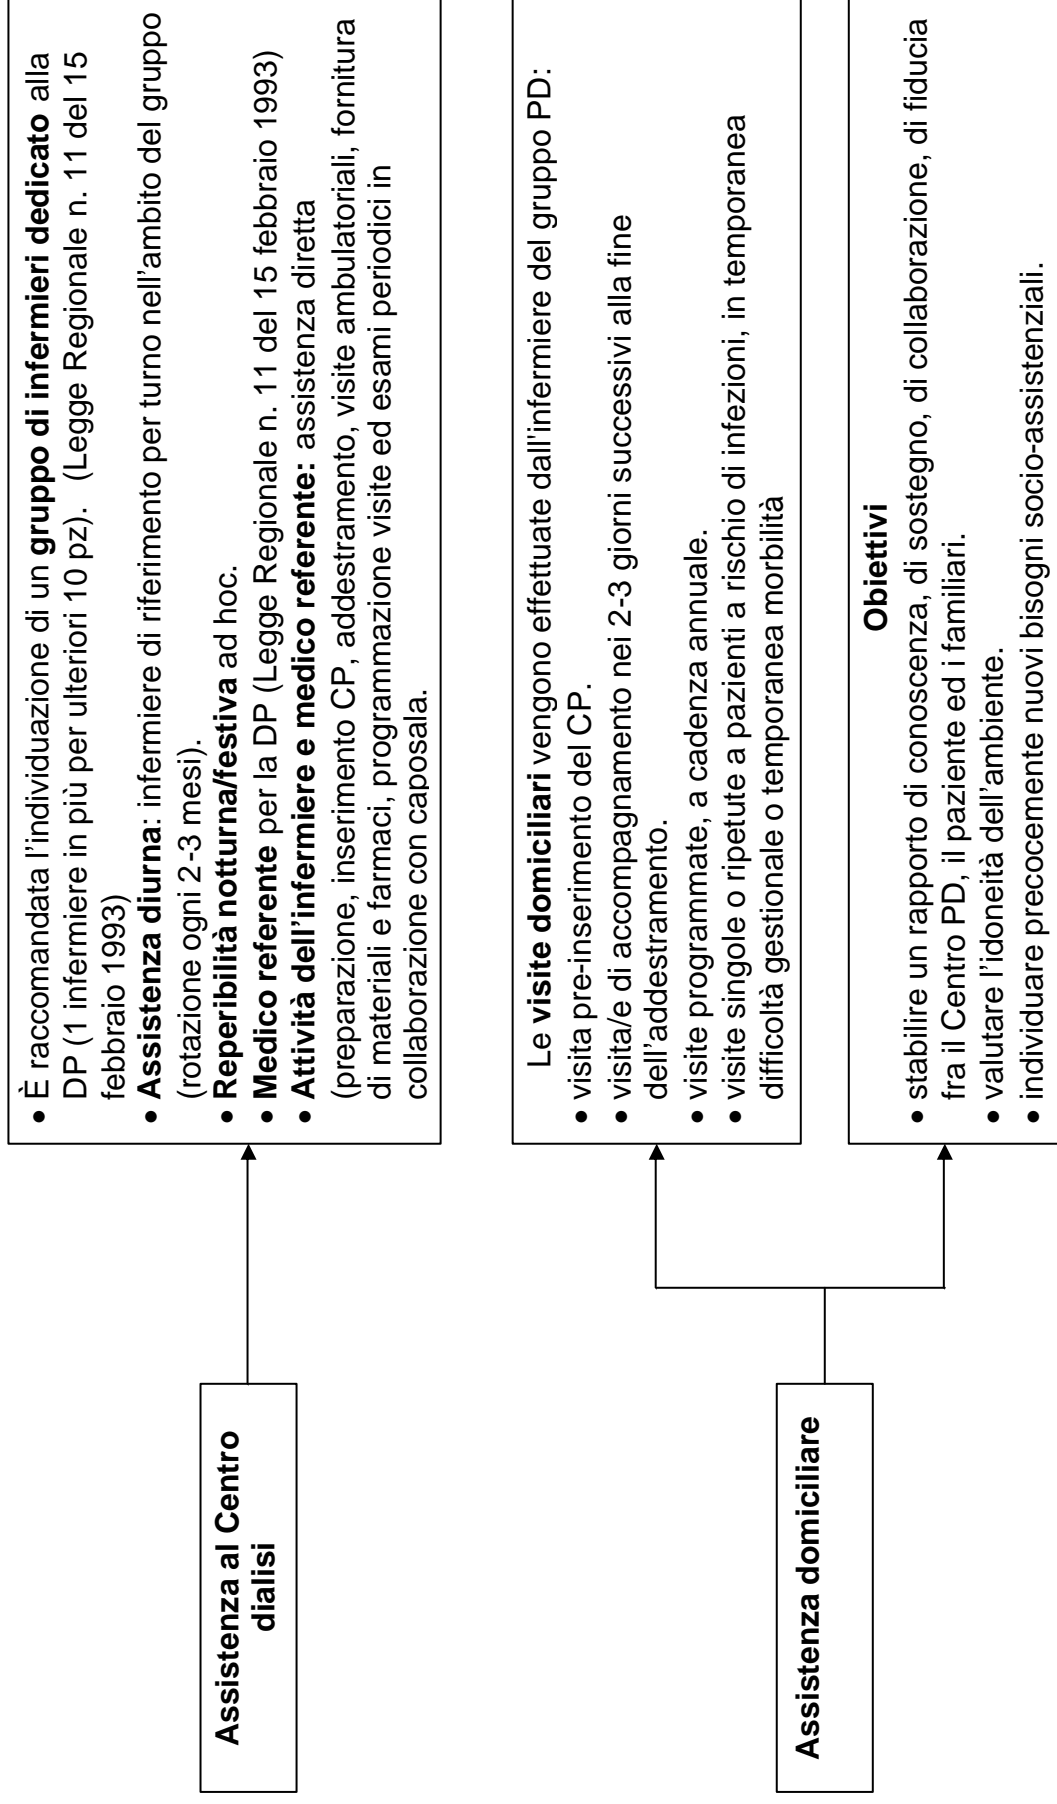 Assistenza al Centro
dialisi
• È raccomandata l'individuazione di un gruppo di infermieri dedicato alla
DP (1 infermiere in più per ulteriori 10 pz). (Legge Regionale n. 11 del 15
febbraio 1993)
• Assistenza diurna: infermiere di riferimento per turno nell'ambito del gruppo
(rotazione ogni 2-3 mesi).
• Reperibilità notturna/festiva ad hoc.
• Medico referente per la DP (Legge Regionale n. 11 del 15 febbraio 1993)
• Attività dell'infermiere e medico referente: assistenza diretta
(preparazione, inserimento CP, addestramento, visite ambulatoriali, fornitura
di materiali e farmaci, programmazione visite ed esami periodici in
collaborazione con caposala.
Assistenza domiciliare
Le visite domiciliari vengono effettuate dall'infermiere del gruppo PD:
• visita pre-inserimento del CP.
• visita/e di accompagnamento nei 2-3 giorni successivi alla fine
dell'addestramento.
• visite programmate, a cadenza annuale.
• visite singole o ripetute a pazienti a rischio di infezioni, in temporanea
difficoltà gestionale o temporanea morbilità
Obiettivi
• stabilire un rapporto di conoscenza, di sostegno, di collaborazione, di fiducia
fra il Centro PD, il paziente ed i familiari.
• valutare l'idoneità dell'ambiente.
• individuare precocemente nuovi bisogni socio-assistenziali.